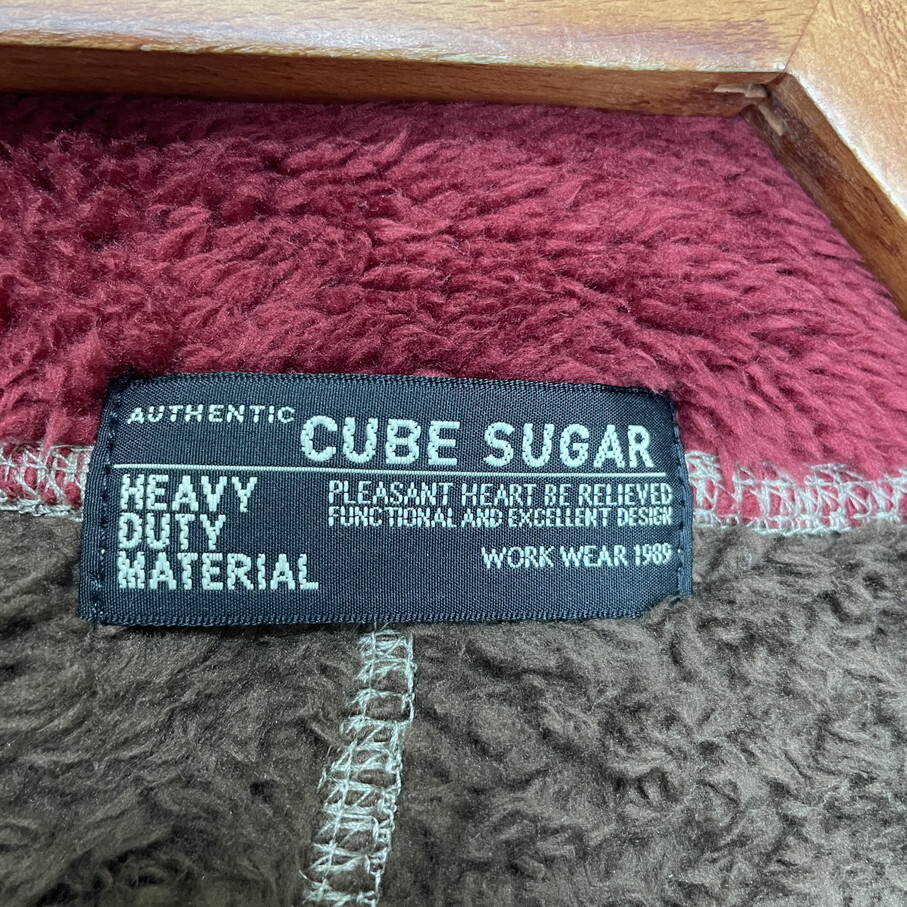 AUTHENTIC CUBE SUGAR
HEAVY DUTY MATERIAL
PLEASANT HEART BE RELIEVED
FUNCTIONAL AND EXCELLENT DESIGN
WORK WEAR 1989